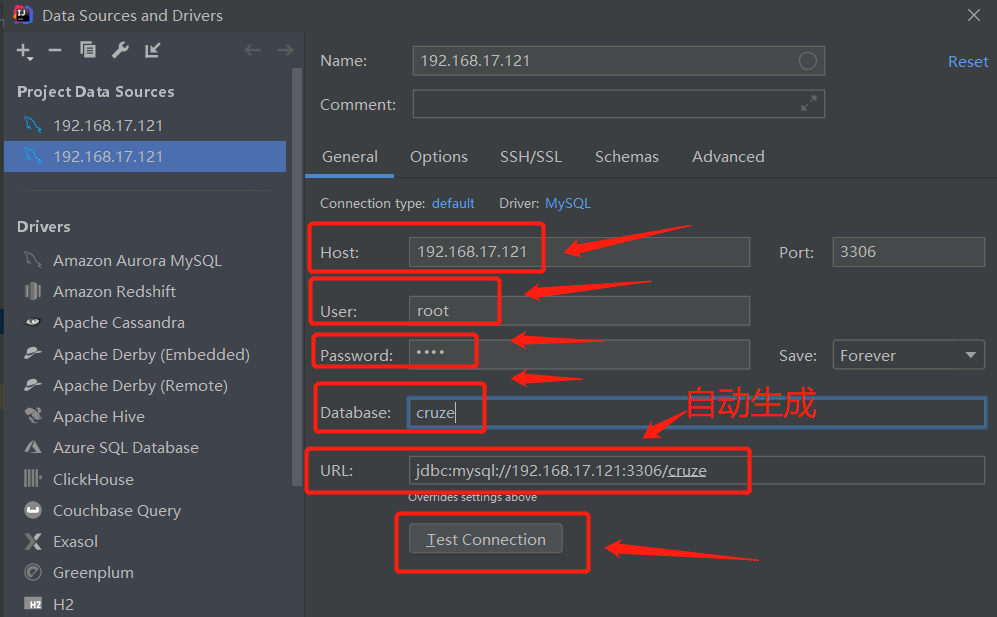 Data Sources and Drivers
Project Data Sources
192.168.17.121
192.168.17.121
Drivers
Amazon Aurora MySQL
Amazon Redshift
Apache Cassandra
Apache Derby (Embedded)
Apache Derby (Remote)
Apache Hive
Azure SQL Database
ClickHouse
Couchbase Query
Exasol
Greenplum
H2
H2
Name: 192.168.17.121
Reset
Comment:
General Options SSH/SSL Schemas Advanced
Connection type: default Driver: MySQL
Host: 192.168.17.121 Port: 3306
User: root
Password: •••• Save: Forever
Database: cruze
自动生成
URL: jdbc:mysql://192.168.17.121:3306/cruze
Overrides settings above
Test Connection